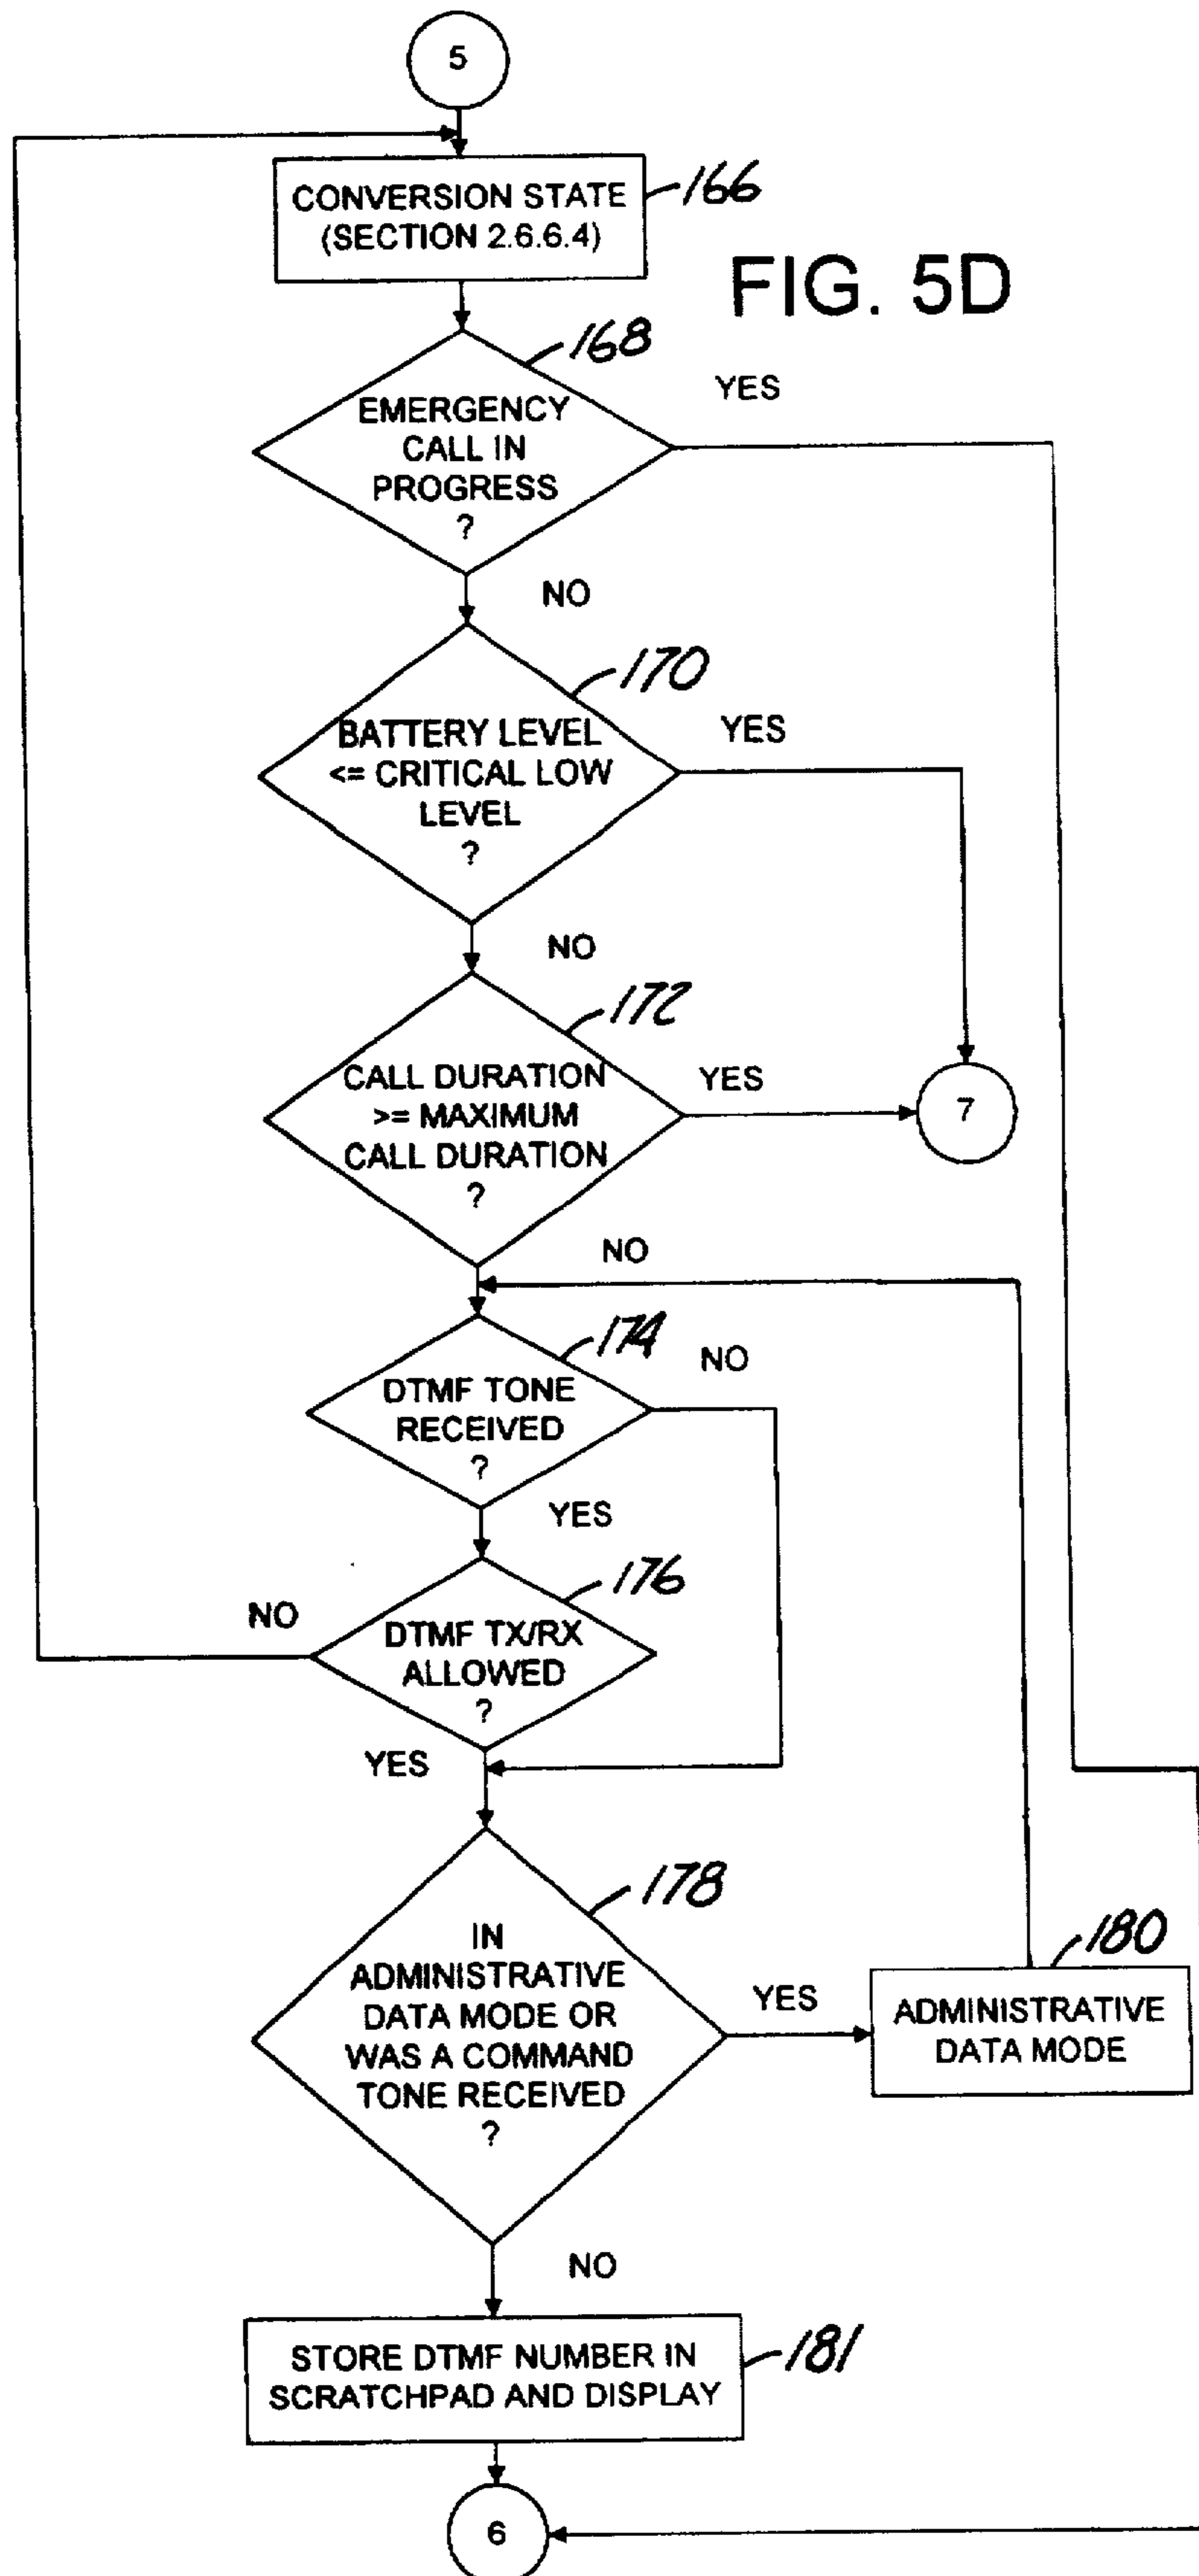 5
CONVERSION STATE
(SECTION 2.6.6.4)
166
FIG. 5D
168
YES
EMERGENCY
CALL IN
PROGRESS
?
NO
170
YES
BATTERY LEVEL
<= CRITICAL LOW
LEVEL
?
NO
172
YES
CALL DURATION
>= MAXIMUM
CALL DURATION
?
7
NO
174
NO
DTMF TONE
RECEIVED
?
YES
176
NO
DTMF TX/RX
ALLOWED
?
YES
178
IN
ADMINISTRATIVE
DATA MODE OR
WAS A COMMAND
TONE RECEIVED
?
YES
180
ADMINISTRATIVE
DATA MODE
NO
STORE DTMF NUMBER IN
SCRATCHPAD AND DISPLAY
181
6